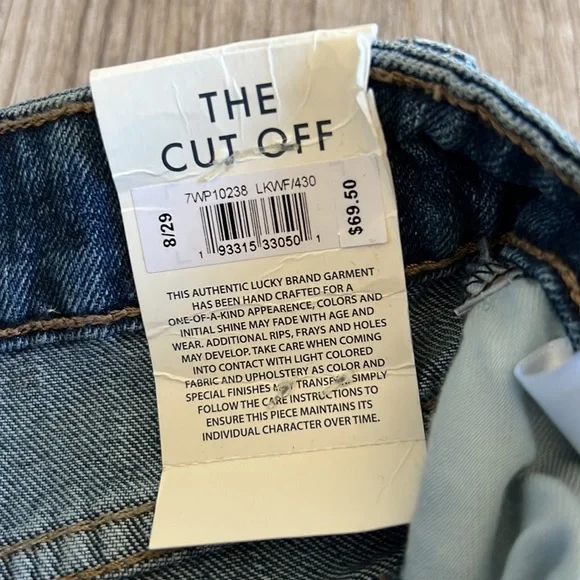 THE
CUT OFF
7WP10238 LKWF/430
8/29
1 93315 33050 1
$69.50
THIS AUTHENTIC LUCKY BRAND GARMENT
HAS BEEN HAND CRAFTED FOR A
ONE-OF-A-KIND APPEARENCE, COLORS AND
INITIAL SHINE MAY FADE WITH AGE AND
WEAR. ADDITIONAL RIPS, FRAYS AND HOLES
MAY DEVELOP. TAKE CARE WHEN COMING
INTO CONTACT WITH LIGHT COLORED
FABRIC AND UPHOLSTERY AS COLOR AND
SPECIAL FINISHES MAY TRANSFER. SIMPLY
FOLLOW THE CARE INSTRUCTIONS TO
ENSURE THIS PIECE MAINTAINS ITS
INDIVIDUAL CHARACTER OVER TIME.